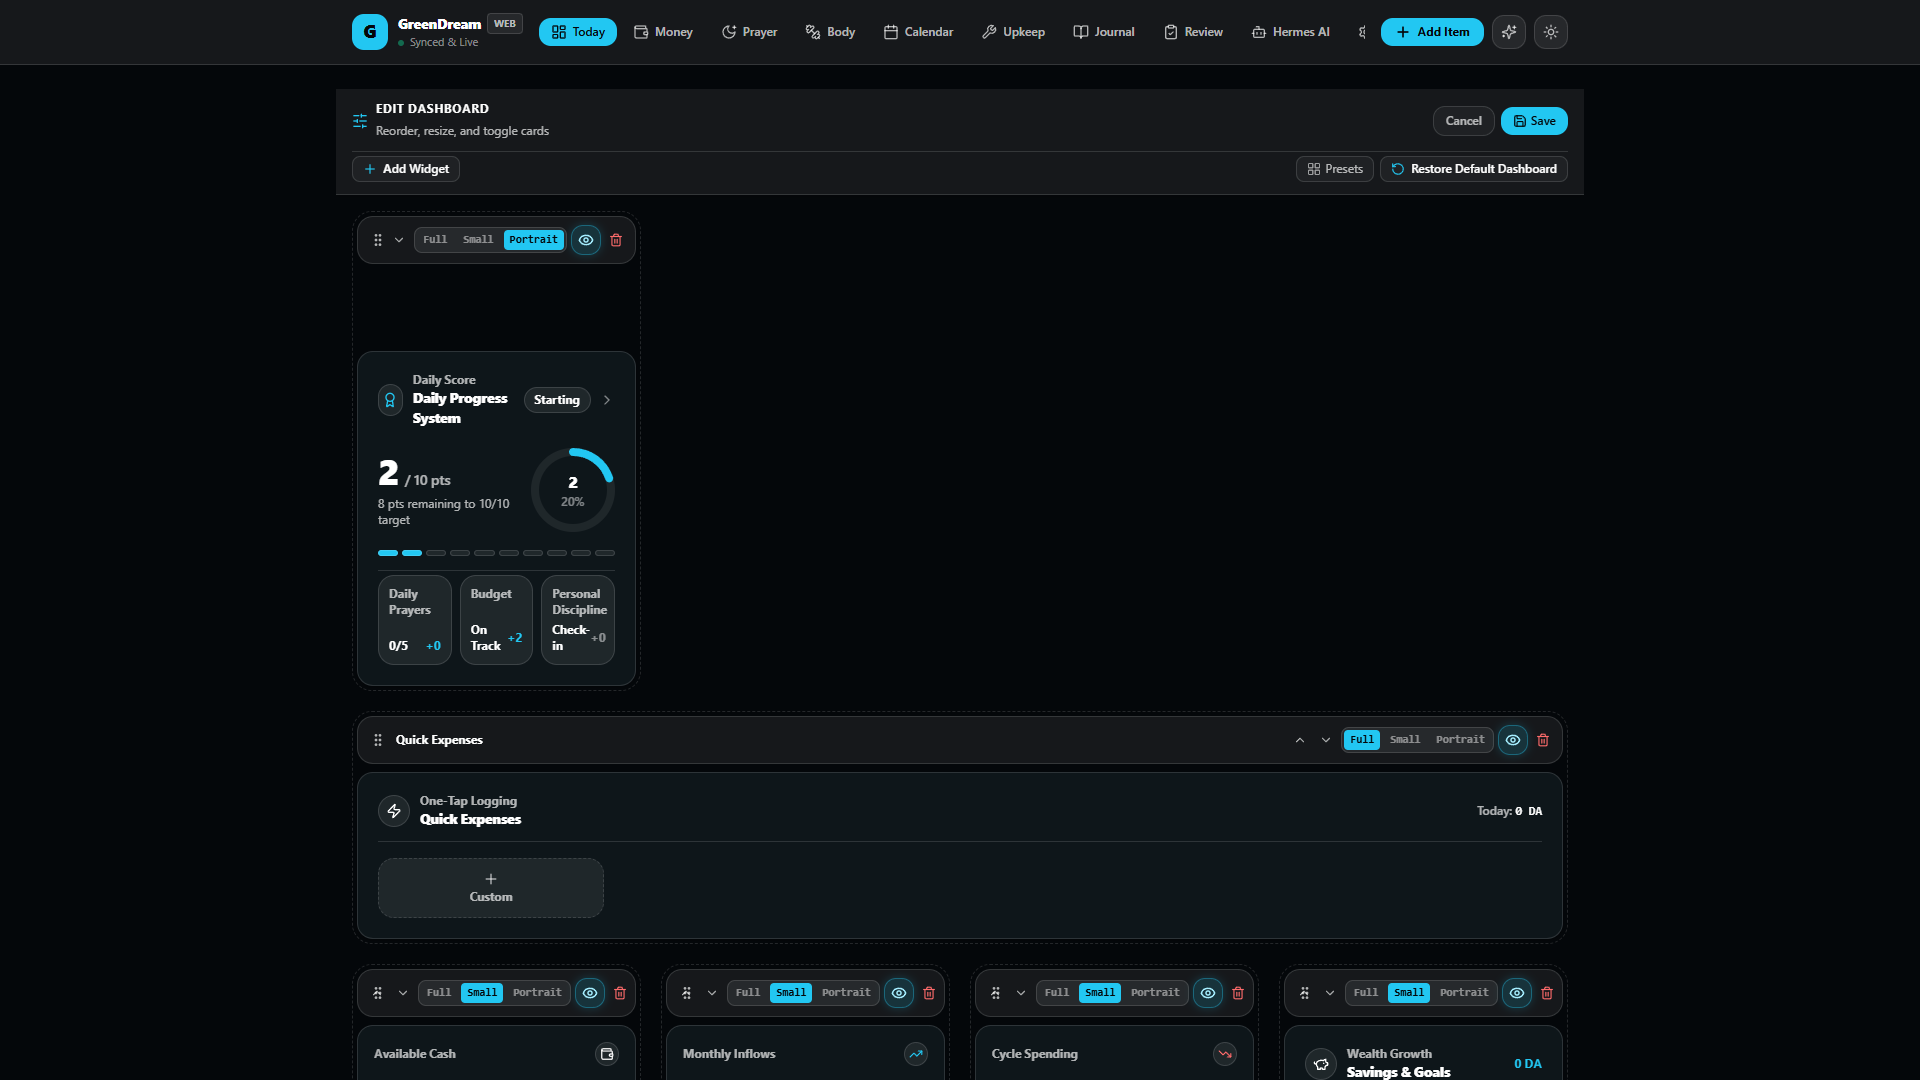 G
GreenDream WEB
Synced & Live
Today
Money
Prayer
Body
Calendar
Upkeep
Journal
Review
Hermes AI
Add Item
EDIT DASHBOARD
Reorder, resize, and toggle cards
Cancel
Save
Add Widget
Presets
Restore Default Dashboard
Full Small Portrait
Daily Score
Daily Progress
System
Starting
2 / 10 pts
8 pts remaining to 10/10
target
2
20%
Daily
Prayers
0/5 +0
Budget
On
Track +2
Personal
Discipline
Check-
in +0
Quick Expenses
Full Small Portrait
One-Tap Logging
Quick Expenses
Today: 0 DA
Custom
Full Small Portrait
Full Small Portrait
Full Small Portrait
Full Small Portrait
Available Cash
Monthly Inflows
Cycle Spending
Wealth Growth
Savings & Goals
0 DA